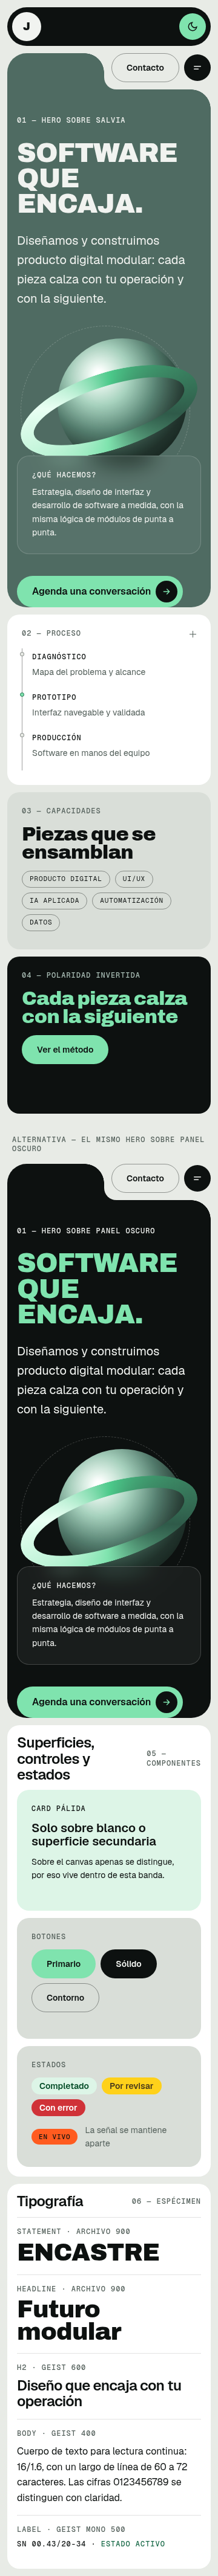 J
Contacto
01 — HERO SOBRE SALVIA
SOFTWARE
QUE
ENCAJA.
Diseñamos y construimos
producto digital modular: cada
pieza calza con tu operación y
con la siguiente.
¿QUÉ HACEMOS?
Estrategia, diseño de interfaz y
desarrollo de software a medida, con la
misma lógica de módulos de punta a
punta.
Agenda una conversación
02 — PROCESO
DIAGNÓSTICO
Mapa del problema y alcance
PROTOTIPO
Interfaz navegable y validada
PRODUCCIÓN
Software en manos del equipo
03 — CAPACIDADES
Piezas que se
ensamblan
PRODUCTO DIGITAL
UI/UX
IA APLICADA
AUTOMATIZACIÓN
DATOS
04 — POLARIDAD INVERTIDA
Cada pieza calza
con la siguiente
Ver el método
ALTERNATIVA — EL MISMO HERO SOBRE PANEL
OSCURO
Contacto
01 — HERO SOBRE PANEL OSCURO
SOFTWARE
QUE
ENCAJA.
Diseñamos y construimos
producto digital modular: cada
pieza calza con tu operación y
con la siguiente.
¿QUÉ HACEMOS?
Estrategia, diseño de interfaz y
desarrollo de software a medida, con la
misma lógica de módulos de punta a
punta.
Agenda una conversación
Superficies,
controles y
estados
05 —
COMPONENTES
CARD PÁLIDA
Solo sobre blanco o
superficie secundaria
Sobre el canvas apenas se distingue,
por eso vive dentro de esta banda.
BOTONES
Primario
Sólido
Contorno
ESTADOS
Completado
Por revisar
Con error
EN VIVO
La señal se mantiene
aparte
Tipografía
06 — ESPÉCIMEN
STATEMENT · ARCHIVO 900
ENCASTRE
HEADLINE · ARCHIVO 900
Futuro
modular
H2 · GEIST 600
Diseño que encaja con tu
operación
BODY · GEIST 400
Cuerpo de texto para lectura continua:
16/1.6, con un largo de línea de 60 a 72
caracteres. Las cifras 0123456789 se
distinguen con claridad.
LABEL · GEIST MONO 500
SN 00.43/20-34 · ESTADO ACTIVO